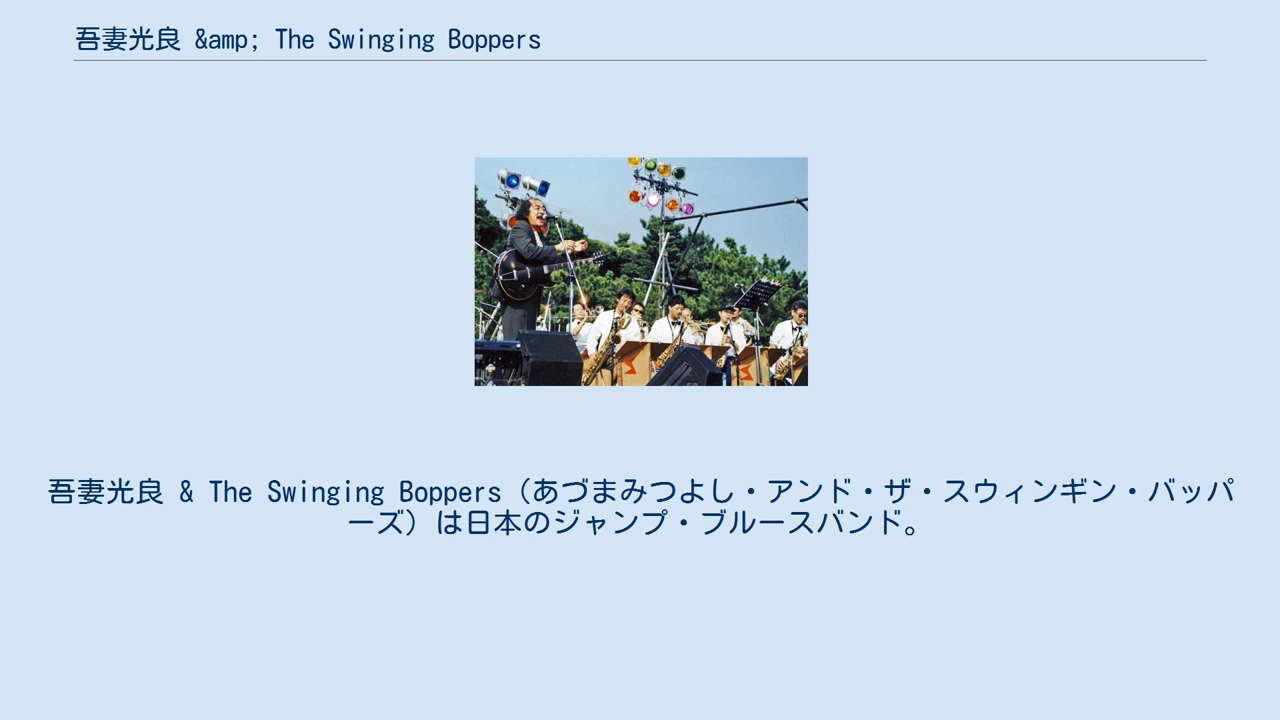 吾妻光良 &amp; The Swinging Boppers
吾妻光良 & The Swinging Boppers（あづまみつよし・アンド・ザ・スウィンギン・バッパ
ーズ）は日本のジャンプ・ブルースバンド。